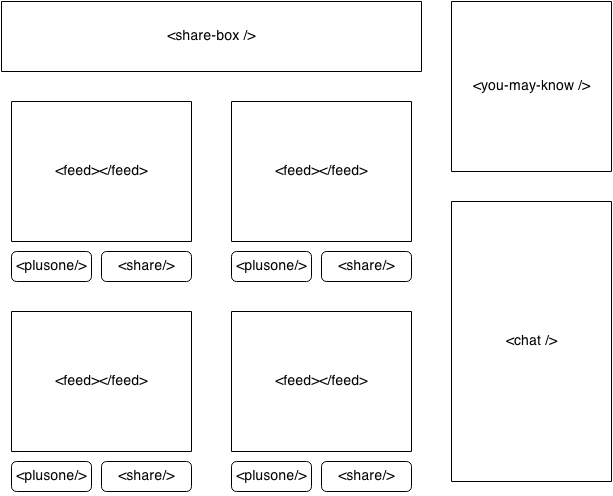 <share-box />
<you-may-know />
<feed></feed>
<feed></feed>
<plusone/>
<share/>
<plusone/>
<share/>
<chat />
<feed></feed>
<feed></feed>
<plusone/>
<share/>
<plusone/>
<share/>